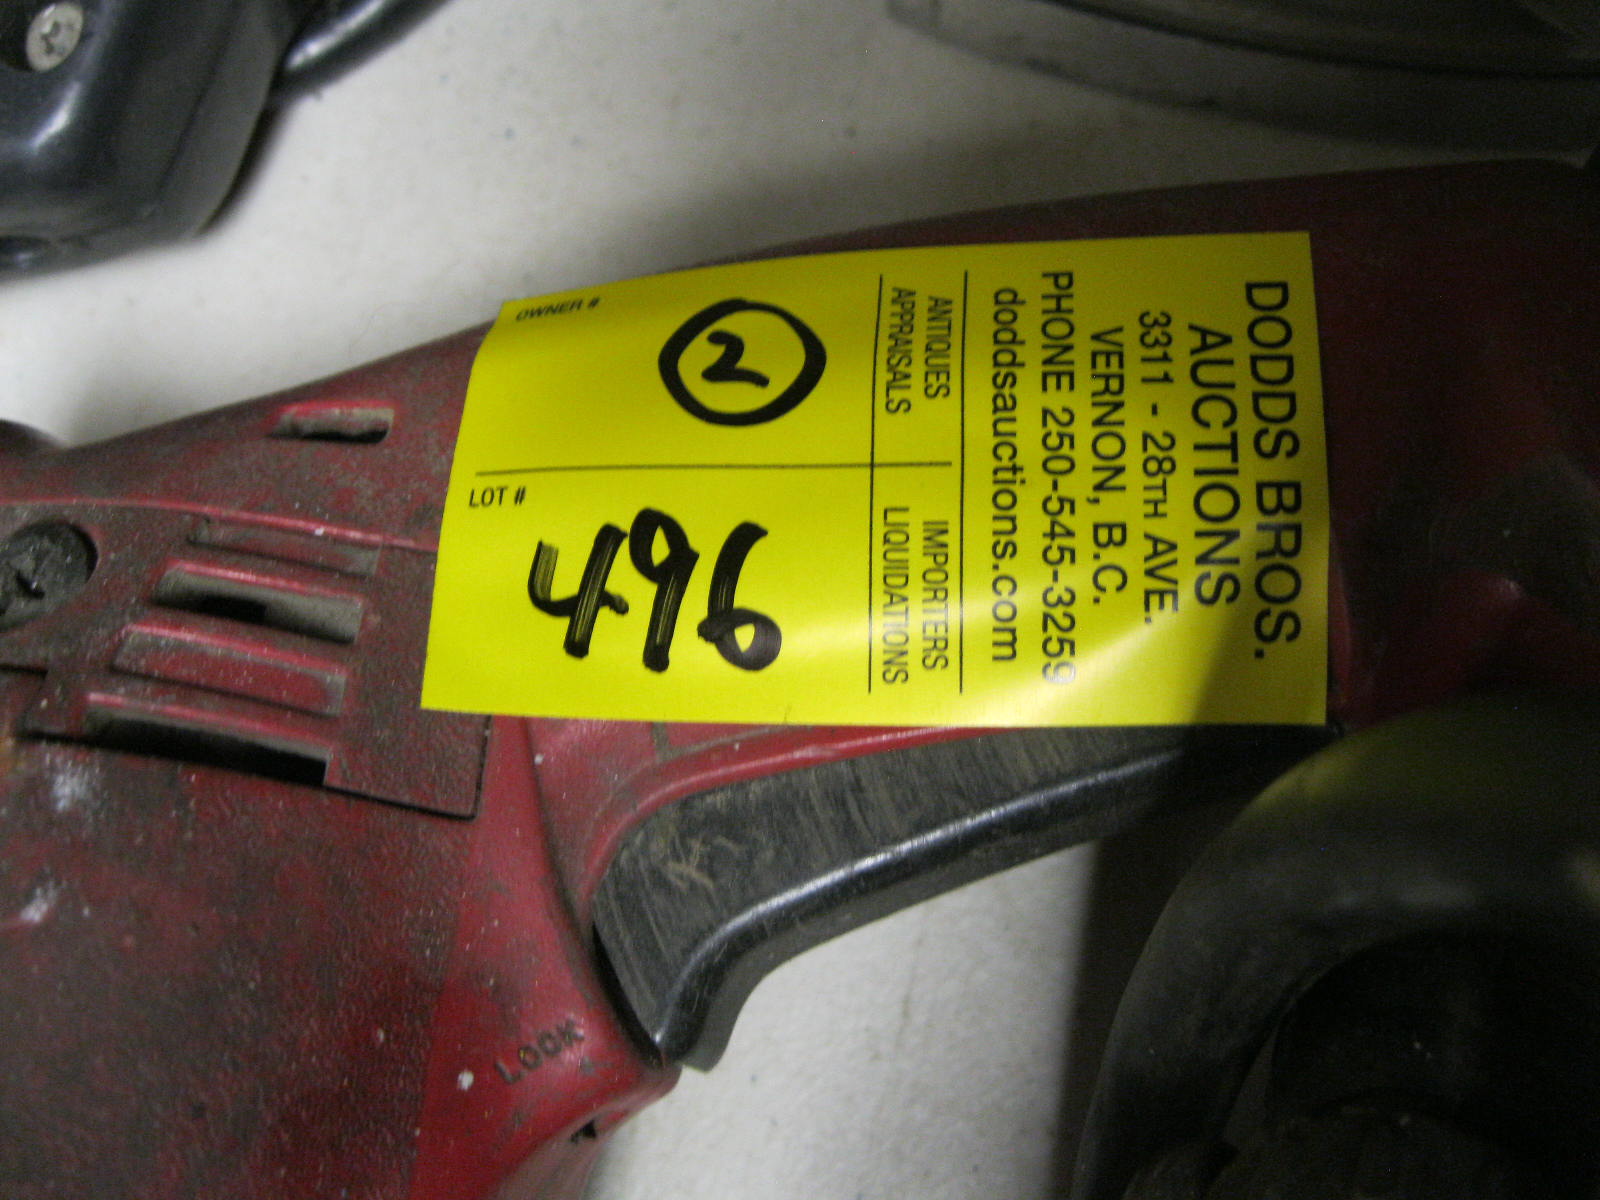 DODDS BROS.
AUCTIONS
3311 - 28TH AVE.
VERNON, B.C.
PHONE 250-545-3259
doddsauctions.com
ANTIQUES IMPORTERS
APPRAISALS LIQUIDATIONS
OWNER #
2
LOT #
496
LOCK